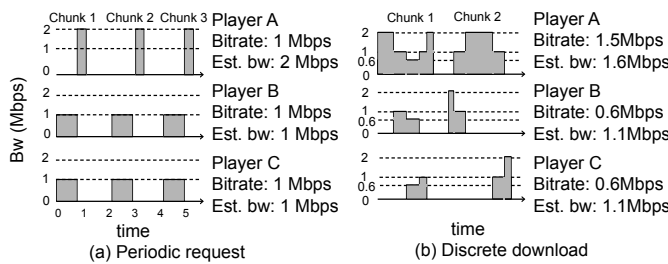 Chunk 1 Chunk 2 Chunk 3
Player A
Bitrate: 1 Mbps
Est. bw: 2 Mbps
2
1
0
Player B
Bitrate: 1 Mbps
Est. bw: 1 Mbps
2
1
0
Player C
Bitrate: 1 Mbps
Est. bw: 1 Mbps
2
1
0
Bw (Mbps)
0 1 2 3 4 5
time
(a) Periodic request
Chunk 1 Chunk 2
Player A
Bitrate: 1.5Mbps
Est. bw: 1.6Mbps
2
1
0.6
Player B
Bitrate: 0.6Mbps
Est. bw: 1.1Mbps
2
1
0.6
Player C
Bitrate: 0.6Mbps
Est. bw: 1.1Mbps
2
1
0.6
time
(b) Discrete download